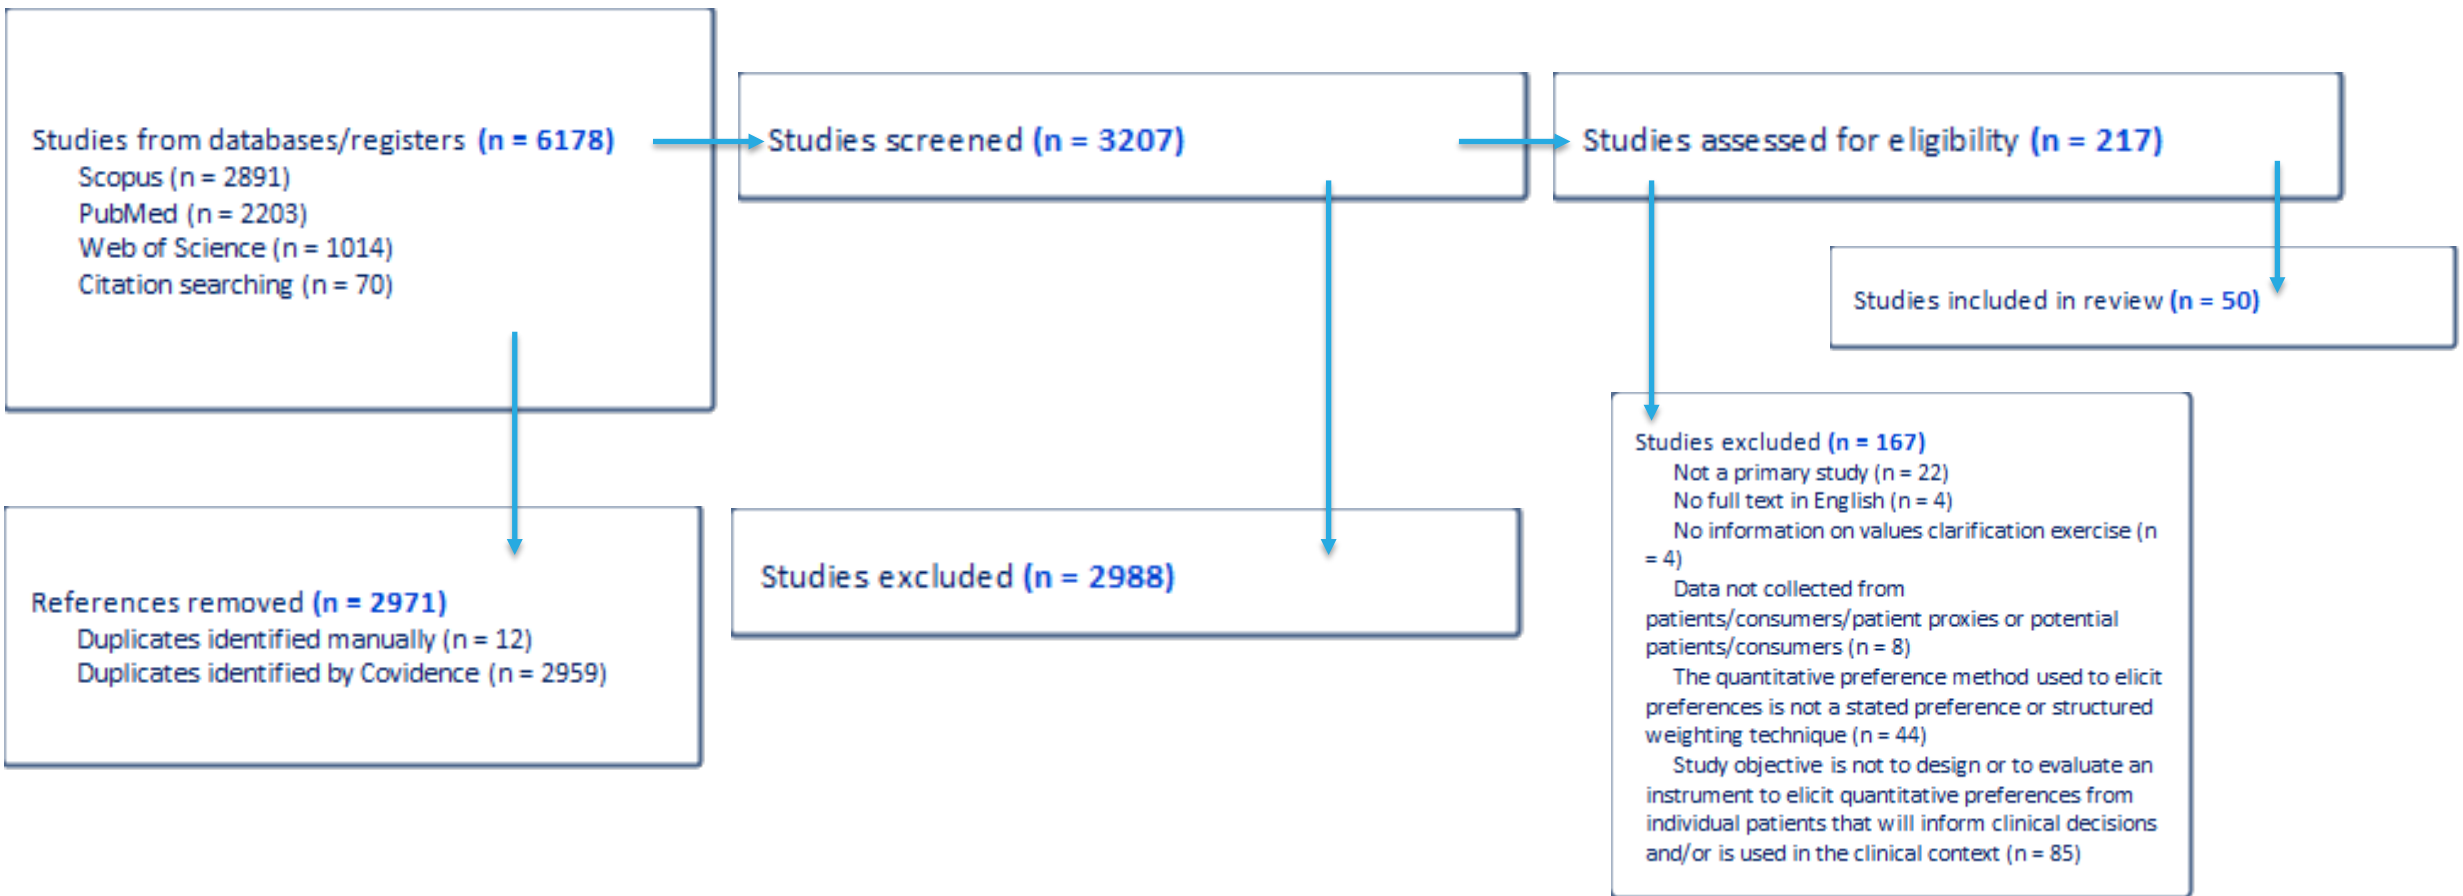 Studies from databases/registers (n = 6178)
Scopus (n = 2891)
PubMed (n = 2203)
Web of Science (n = 1014)
Citation searching (n = 70)
References removed (n = 2971)
Duplicates identified manually (n = 12)
Duplicates identified by Covidence (n = 2959)
Studies screened (n = 3207)
Studies excluded (n = 2988)
Studies assessed for eligibility (n = 217)
Studies included in review (n = 50)
Studies excluded (n = 167)
Not a primary study (n = 22)
No full text in English (n = 4)
No information on values clarification exercise (n
= 4)
Data not collected from
patients/consumers/patient proxies or potential
patients/consumers (n = 8)
The quantitative preference method used to elicit
preferences is not a stated preference or structured
weighting technique (n = 44)
Study objective is not to design or to evaluate an
instrument to elicit quantitative preferences from
individual patients that will inform clinical decisions
and/or is used in the clinical context (n = 85)